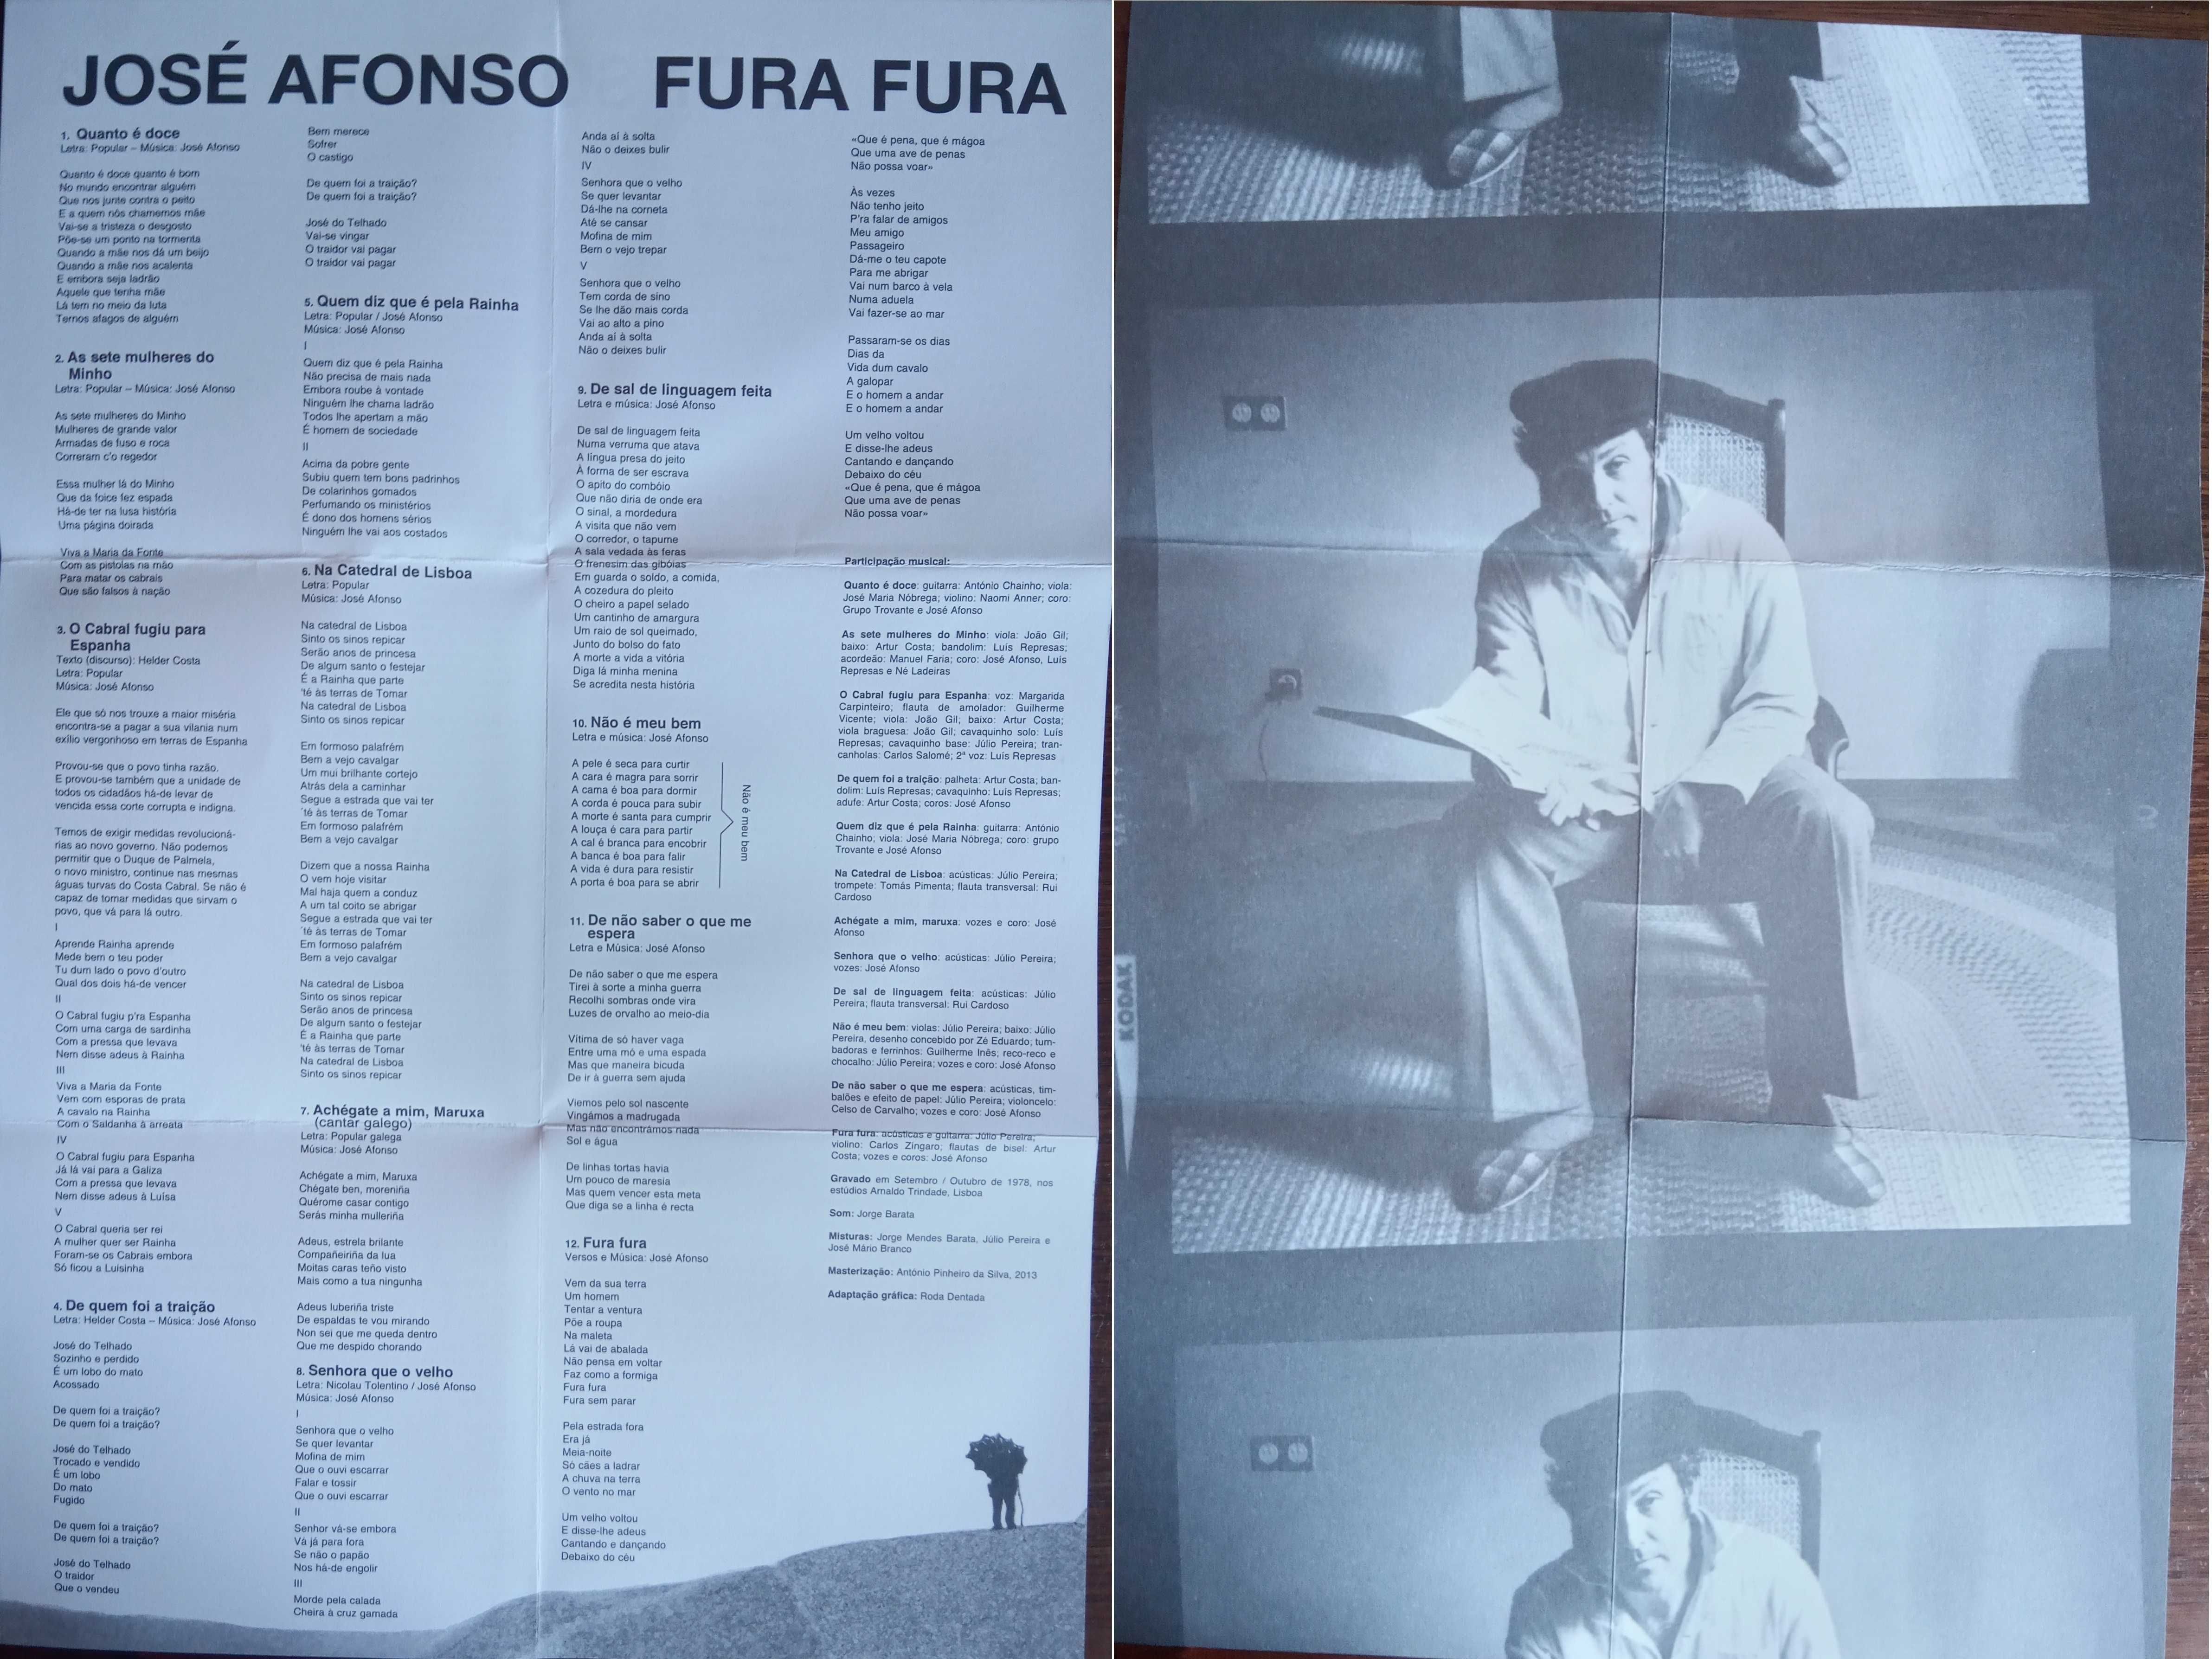 JOSÉ AFONSO FURA FURA
1. Quanto é doce
Letra: Popular – Música: José Afonso
Quanto é doce quanto é bom
No mundo encontrar alguém
Que nos junte contra o peito
E a quem nós chamemos mãe
Vai-se a tristeza o desgosto
Põe-se um ponto na tormenta
Quando a mãe nos dá um beijo
Quando a mãe nos acalenta
E embora seja ladrão
Aquele que tenha mãe
Lá tem no meio da luta
Ternos afagos de alguém
2. As sete mulheres do
Minho
Letra: Popular – Música: José Afonso
As sete mulheres do Minho
Mulheres de grande valor
Armadas de fuso e roca
Correram c'o regedor
Essa mulher lá do Minho
Que da foice fez espada
Há-de ter na lusa história
Uma página doirada
Viva a Maria da Fonte
Com as pistolas na mão
Para matar os cabrais
Que são falsos à nação
3. O Cabral fugiu para
Espanha
Texto (discurso): Helder Costa
Letra: Popular
Música: José Afonso
Ele que só nos trouxe a maior miséria
encontra-se a pagar a sua vilania num
exílio vergonhoso em terras de Espanha
Provou-se que o povo tinha razão.
E provou-se também que a unidade de
todos os cidadãos há-de levar de
vencida essa corte corrupta e indigna.
Temos de exigir medidas revolucioná-
rias ao novo governo. Não podemos
permitir que o Duque de Palmela,
o novo ministro, continue nas mesmas
águas turvas do Costa Cabral. Se não é
capaz de tomar medidas que sirvam o
povo, que vá para lá outro.
I
Aprende Rainha aprende
Mede bem o teu poder
Tu dum lado o povo d'outro
Qual dos dois há-de vencer
II
O Cabral fugiu p'ra Espanha
Com uma carga de sardinha
Com a pressa que levava
Nem disse adeus à Rainha
III
Viva a Maria da Fonte
Vem com esporas de prata
A cavalo na Rainha
Com o Saldanha à arreata
IV
O Cabral fugiu para Espanha
Já lá vai para a Galiza
Com a pressa que levava
Nem disse adeus à Luísa
V
O Cabral queria ser rei
A mulher quer ser Rainha
Foram-se os Cabrais embora
Só ficou a Luisinha
4. De quem foi a traição
Letra: Helder Costa – Música: José Afonso
José do Telhado
Sozinho e perdido
É um lobo do mato
Acossado
De quem foi a traição?
De quem foi a traição?
José do Telhado
Trocado e vendido
É um lobo
Do mato
Fugido
De quem foi a traição?
De quem foi a traição?
José do Telhado
O traidor
Que o vendeu
Bem merece
Sofrer
O castigo
De quem foi a traição?
De quem foi a traição?
José do Telhado
Vai-se vingar
O traidor vai pagar
O traidor vai pagar
5. Quem diz que é pela Rainha
Letra: Popular / José Afonso
Música: José Afonso
I
Quem diz que é pela Rainha
Não precisa de mais nada
Embora roube à vontade
Ninguém lhe chama ladrão
Todos lhe apertam a mão
É homem de sociedade
II
Acima da pobre gente
Subiu quem tem bons padrinhos
De colarinhos gomados
Perfumando os ministérios
É dono dos homens sérios
Ninguém lhe vai aos costados
6. Na Catedral de Lisboa
Letra: Popular
Música: José Afonso
Na catedral de Lisboa
Sinto os sinos repicar
Serão anos de princesa
De algum santo o festejar
É a Rainha que parte
'té às terras de Tomar
Na catedral de Lisboa
Sinto os sinos repicar
Em formoso palafrém
Bem a vejo cavalgar
Um mui brilhante cortejo
Atrás dela a caminhar
Segue a estrada que vai ter
'té às terras de Tomar
Em formoso palafrém
Bem a vejo cavalgar
Dizem que a nossa Rainha
O vem hoje visitar
Mal haja quem a conduz
A um tal coito se abrigar
Segue a estrada que vai ter
'té às terras de Tomar
Em formoso palafrém
Bem a vejo cavalgar
Na catedral de Lisboa
Sinto os sinos repicar
Serão anos de princesa
De algum santo o festejar
É a Rainha que parte
'té às terras de Tomar
Na catedral de Lisboa
Sinto os sinos repicar
7. Achégate a mim, Maruxa
(cantar galego)
Letra: Popular galega
Música: José Afonso
Achégate a mim, Maruxa
Chégate ben, moreniña
Quérome casar contigo
Serás minha mulleriña
Adeus, estrela brilante
Compañeiriña da lua
Moitas caras teño visto
Mais como a tua ningunha
Adeus lubeniña triste
De espaldas te vou mirando
Non sei que me queda dentro
Que me despido chorando
8. Senhora que o velho
Letra: Nicolau Tolentino / José Afonso
Música: José Afonso
I
Senhora que o velho
Se quer levantar
Mofina de mim
Que o ouvi escarrar
Falar e tossir
Que o ouvi escarrar
II
Senhor vá-se embora
Vá já para fora
Se não o papão
Nos há-de engolir
III
Morde pela calada
Cheira à cruz gamada
Anda aí à solta
Não o deixes bulir
IV
Senhora que o velho
Se quer levantar
Dá-lhe na corneta
Até se cansar
Mofina de mim
Bem o vejo trepar
V
Senhora que o velho
Tem corda de sino
Se lhe dão mais corda
Vai ao alto a pino
Anda aí à solta
Não o deixes bulir
9. De sal de linguagem feita
Letra e música: José Afonso
De sal de linguagem feita
Numa verruma que atava
A língua presa do jeito
À forma de ser escrava
O apito do combóio
Que não diria de onde era
O sinal, a mordedura
A visita que não vem
O corredor, o tapume
A sala vedada às feras
O frenesim das gibóias
Em guarda o soldo, a comida,
A cozedura do pleito
O cheiro a papel selado
Um cantinho de amargura
Um raio de sol queimado,
Junto do bolso do fato
A morte a vida a vitória
Diga lá minha menina
Se acredita nesta história
10. Não é meu bem
Letra e música: José Afonso
A pele é seca para curtir
A cara é magra para sorrir
A cama é boa para dormir
A corda é pouca para subir
A morte é santa para cumprir
A louça é cara para partir
A cal é branca para encobrir
A banca é boa para falir
A vida é dura para resistir
A porta é boa para se abrir
Não é meu bem
11. De não saber o que me
espera
Letra e Música: José Afonso
De não saber o que me espera
Tirei à sorte a minha guerra
Recolhi sombras onde vira
Luzes de orvalho ao meio-dia
Vítima de só haver vaga
Entre uma mó e uma espada
Mas que maneira bicuda
De ir à guerra sem ajuda
Viemos pelo sol nascente
Vingámos a madrugada
Mas não encontrámos nada
Sol e água
De linhas tortas havia
Um pouco de maresia
Mas quem vencer esta meta
Que diga se a linha é recta
12. Fura fura
Versos e Música: José Afonso
Vem da sua terra
Um homem
Tentar a ventura
Põe a roupa
Na maleta
Lá vai de abalada
Não pensa em voltar
Faz como a formiga
Fura fura
Fura sem parar
Pela estrada fora
Era já
Meia-noite
Só cães a ladrar
A chuva na terra
O vento no mar
Um velho voltou
E disse-lhe adeus
Cantando e dançando
Debaixo do céu
«Que é pena, que é mágoa
Que uma ave de penas
Não possa voar»
Às vezes
Não tenho jeito
P'ra falar de amigos
Meu amigo
Passageiro
Dá-me o teu capote
Para me abrigar
Vai num barco à vela
Numa aduela
Vai fazer-se ao mar
Passaram-se os dias
Dias da
Vida dum cavalo
A galopar
E o homem a andar
E o homem a andar
Um velho voltou
E disse-lhe adeus
Cantando e dançando
Debaixo do céu
«Que é pena, que é mágoa
Que uma ave de penas
Não possa voar»
Participação musical:
Quanto é doce: guitarra: António Chainho; viola:
José Maria Nóbrega; violino: Naomi Anner; coro:
Grupo Trovante e José Afonso
As sete mulheres do Minho: viola: João Gil;
baixo: Artur Costa; bandolim: Luís Represas;
acordeão: Manuel Faria; coro: José Afonso, Luís
Represas e Né Ladeiras
O Cabral fugiu para Espanha: voz: Margarida
Carpinteiro; flauta de amolador: Guilherme
Vicente; viola: João Gil; baixo: Artur Costa;
viola braguesa: João Gil; cavaquinho solo: Luís
Represas; cavaquinho base: Júlio Pereira; tran-
canholas: Carlos Salomé; 2ª voz: Luís Represas
De quem foi a traição: palheta: Artur Costa; ban-
dolim: Luís Represas; cavaquinho: Luís Represas;
adufe: Artur Costa; coros: José Afonso
Quem diz que é pela Rainha: guitarra: António
Chainho; viola: José Maria Nóbrega; coro: grupo
Trovante e José Afonso
Na Catedral de Lisboa: acústicas: Júlio Pereira;
trompete: Tomás Pimenta; flauta transversal: Rui
Cardoso
Achégate a mim, maruxa: vozes e coro: José
Afonso
Senhora que o velho: acústicas: Júlio Pereira;
vozes: José Afonso
De sal de linguagem feita: acústicas: Júlio
Pereira; flauta transversal: Rui Cardoso
Não é meu bem: violas: Júlio Pereira; baixo: Júlio
Pereira, desenho concebido por Zé Eduardo; tum-
badoras e ferrinhos: Guilherme Inês; reco-reco e
chocalho: Júlio Pereira; vozes e coro: José Afonso
De não saber o que me espera: acústicas, tim-
balões e efeito de papel: Júlio Pereira; violoncelo:
Celso de Carvalho; vozes e coro: José Afonso
Fura fura: acústicas e guitarra: Júlio Pereira;
violino: Carlos Zíngaro; flautas de bisel: Artur
Costa; vozes e coros: José Afonso
Gravado em Setembro / Outubro de 1978, nos
estúdios Arnaldo Trindade, Lisboa
Som: Jorge Barata
Misturas: Jorge Mendes Barata, Júlio Pereira e
José Mário Branco
Masterização: António Pinheiro da Silva, 2013
Adaptação gráfica: Roda Dentada
KODAK